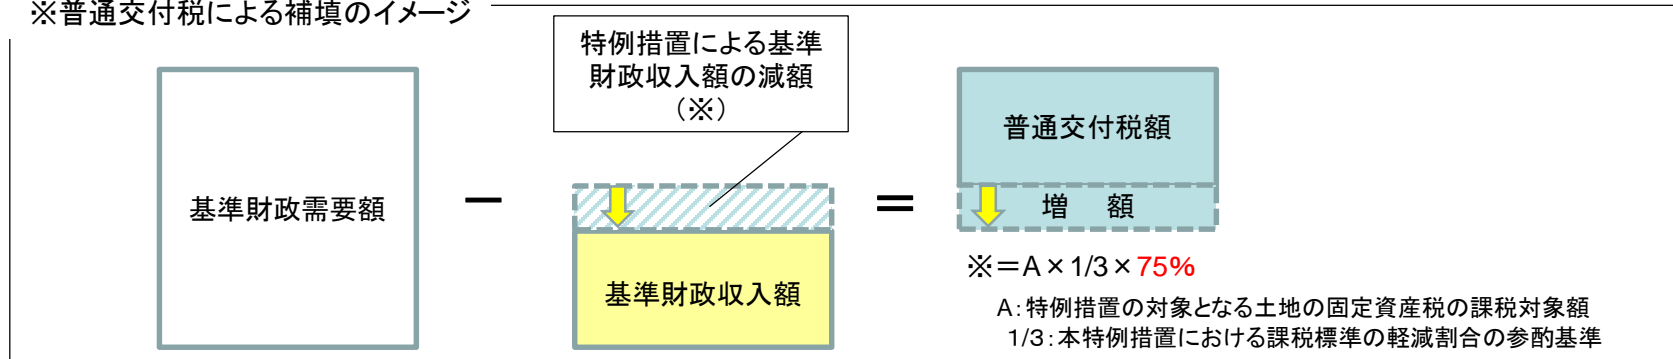 ※普通交付税による補填のイメージ
特例措置による基準
財政収入額の減額
（※）
基準財政需要額
－
基準財政収入額
＝
普通交付税額
増　額
※＝A×1/3×75%
A：特例措置の対象となる土地の固定資産税の課税対象額
1/3：本特例措置における課税標準の軽減割合の参酌基準